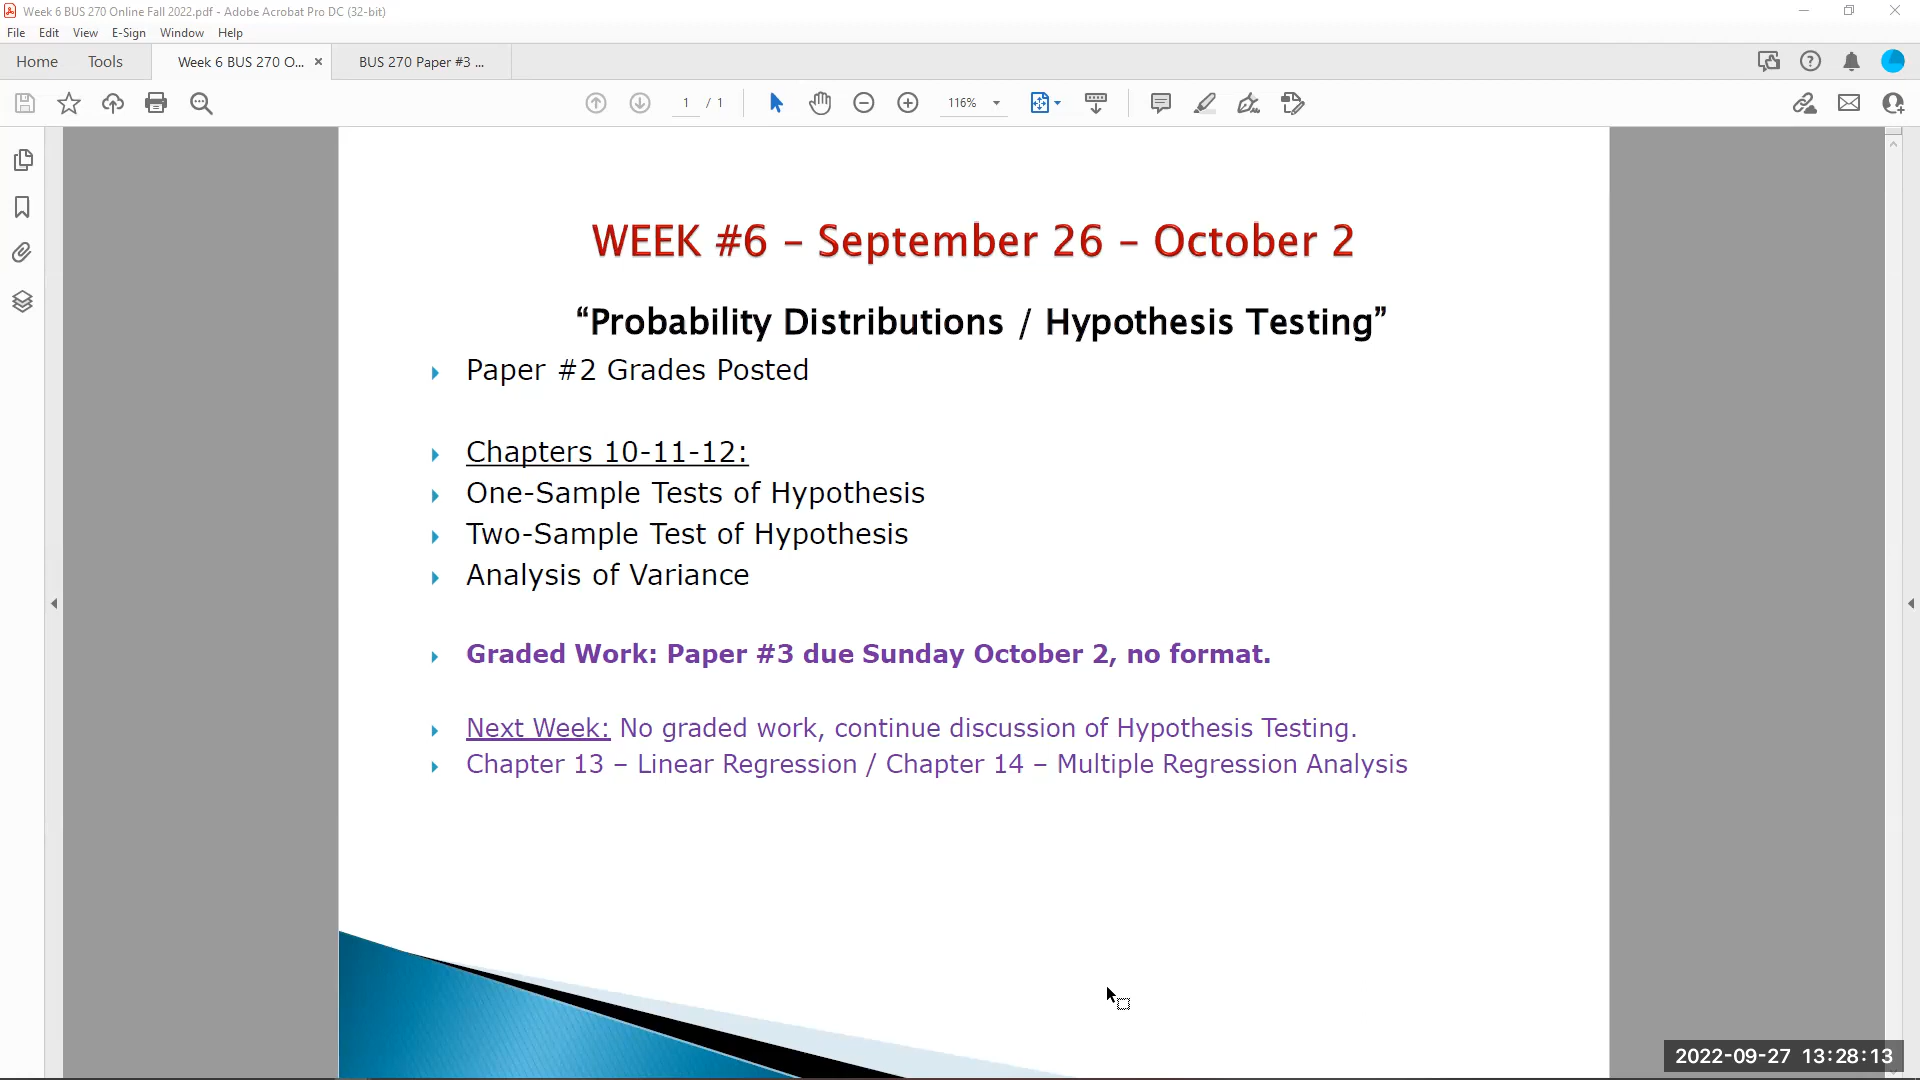 Week 6 BUS 270 Online Fall 2022.pdf - Adobe Acrobat Pro DC (32-bit)
File Edit View E-Sign Window Help
Home Tools Week 6 BUS 270 O... × BUS 270 Paper #3 ...
1 / 1 116%
WEEK #6 – September 26 – October 2
“Probability Distributions / Hypothesis Testing”
Paper #2 Grades Posted
Chapters 10-11-12:
One-Sample Tests of Hypothesis
Two-Sample Test of Hypothesis
Analysis of Variance
Graded Work: Paper #3 due Sunday October 2, no format.
Next Week: No graded work, continue discussion of Hypothesis Testing.
Chapter 13 – Linear Regression / Chapter 14 – Multiple Regression Analysis
2022-09-27 13:28:13